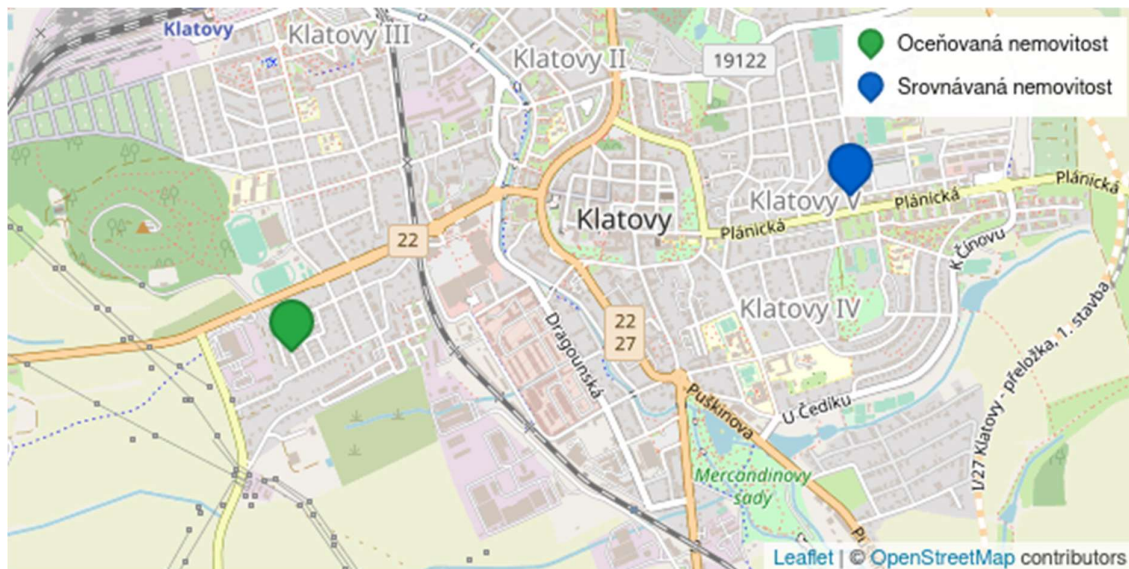 Klatovy
Klatovy III
Klatovy II
19122
Oceňovaná nemovitost
Srovnávaná nemovitost
Klatovy V
Plánická
Plánická
Plánická
Klatovy
22
K Činovu
Klatovy IV
22
27
Dragounská
I/27 Klatovy - přeložka, 1. stavba
Puškinova
U Čedíku
Mercandinovy
sady
Leaflet | © OpenStreetMap contributors